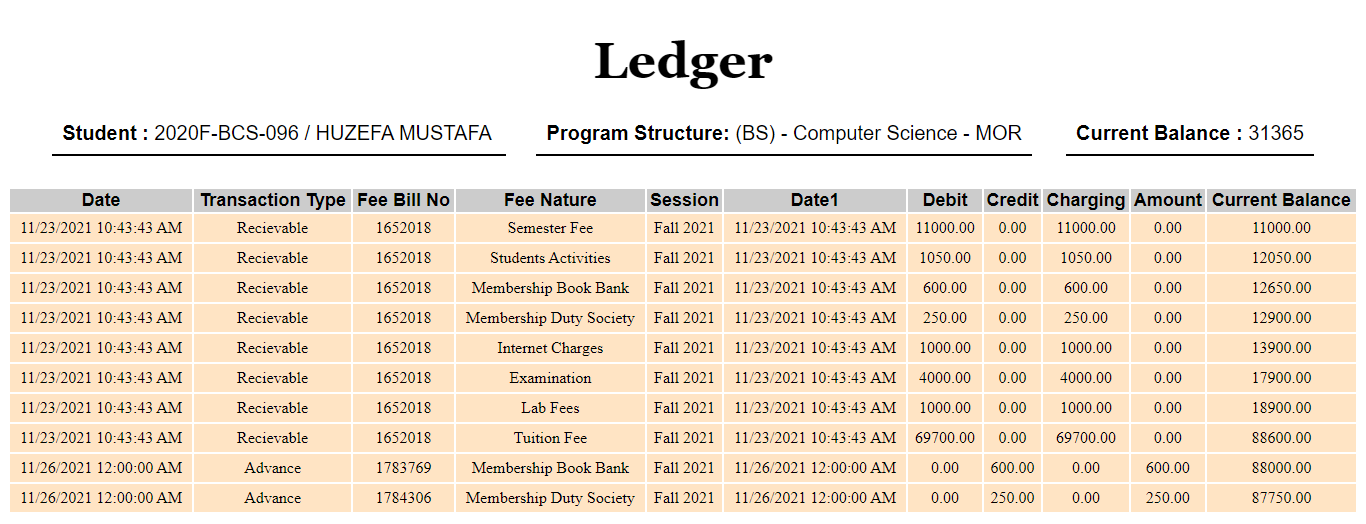 Ledger
Student : 2020F-BCS-096 / HUZEFA MUSTAFA Program Structure: (BS) - Computer Science - MOR Current Balance : 31365
Date Transaction Type Fee Bill No Fee Nature Session Date1 Debit Credit Charging Amount Current Balance
11/23/2021 10:43:43 AM Recievable 1652018 Semester Fee Fall 2021 11/23/2021 10:43:43 AM 11000.00 0.00 11000.00 0.00 11000.00
11/23/2021 10:43:43 AM Recievable 1652018 Students Activities Fall 2021 11/23/2021 10:43:43 AM 1050.00 0.00 1050.00 0.00 12050.00
11/23/2021 10:43:43 AM Recievable 1652018 Membership Book Bank Fall 2021 11/23/2021 10:43:43 AM 600.00 0.00 600.00 0.00 12650.00
11/23/2021 10:43:43 AM Recievable 1652018 Membership Duty Society Fall 2021 11/23/2021 10:43:43 AM 250.00 0.00 250.00 0.00 12900.00
11/23/2021 10:43:43 AM Recievable 1652018 Internet Charges Fall 2021 11/23/2021 10:43:43 AM 1000.00 0.00 1000.00 0.00 13900.00
11/23/2021 10:43:43 AM Recievable 1652018 Examination Fall 2021 11/23/2021 10:43:43 AM 4000.00 0.00 4000.00 0.00 17900.00
11/23/2021 10:43:43 AM Recievable 1652018 Lab Fees Fall 2021 11/23/2021 10:43:43 AM 1000.00 0.00 1000.00 0.00 18900.00
11/23/2021 10:43:43 AM Recievable 1652018 Tuition Fee Fall 2021 11/23/2021 10:43:43 AM 69700.00 0.00 69700.00 0.00 88600.00
11/26/2021 12:00:00 AM Advance 1783769 Membership Book Bank Fall 2021 11/26/2021 12:00:00 AM 0.00 600.00 0.00 600.00 88000.00
11/26/2021 12:00:00 AM Advance 1784306 Membership Duty Society Fall 2021 11/26/2021 12:00:00 AM 0.00 250.00 0.00 250.00 87750.00